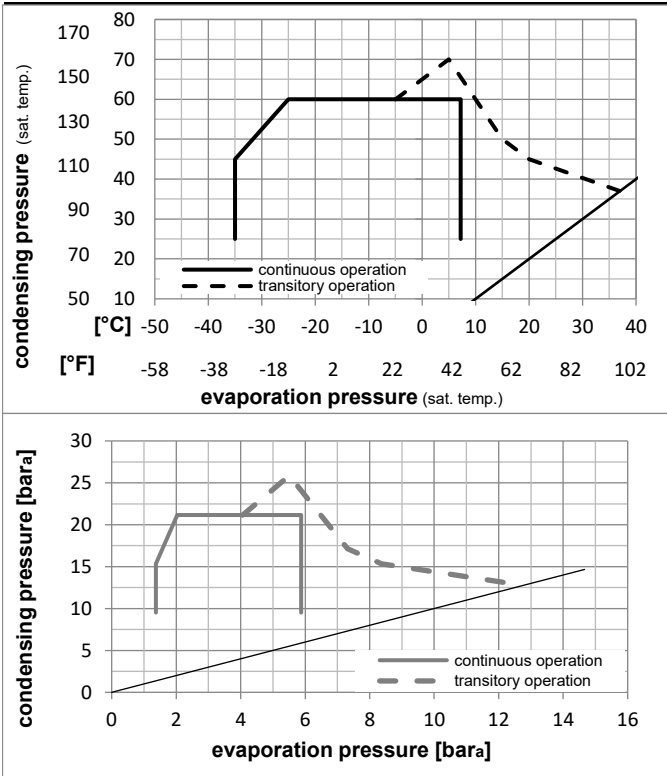 condensing pressure (sat. temp.)
170 80
150 70
60
130 50
110 40
90 30
70 20
50 10
continuous operation
transitory operation
[°C] -50 -40 -30 -20 -10 0 10 20 30 40
[°F] -58 -38 -18 2 22 42 62 82 102
evaporation pressure (sat. temp.)
condensing pressure [bara]
30
25
20
15
10
5
0
continuous operation
transitory operation
0 2 4 6 8 10 12 14 16
evaporation pressure [bara]